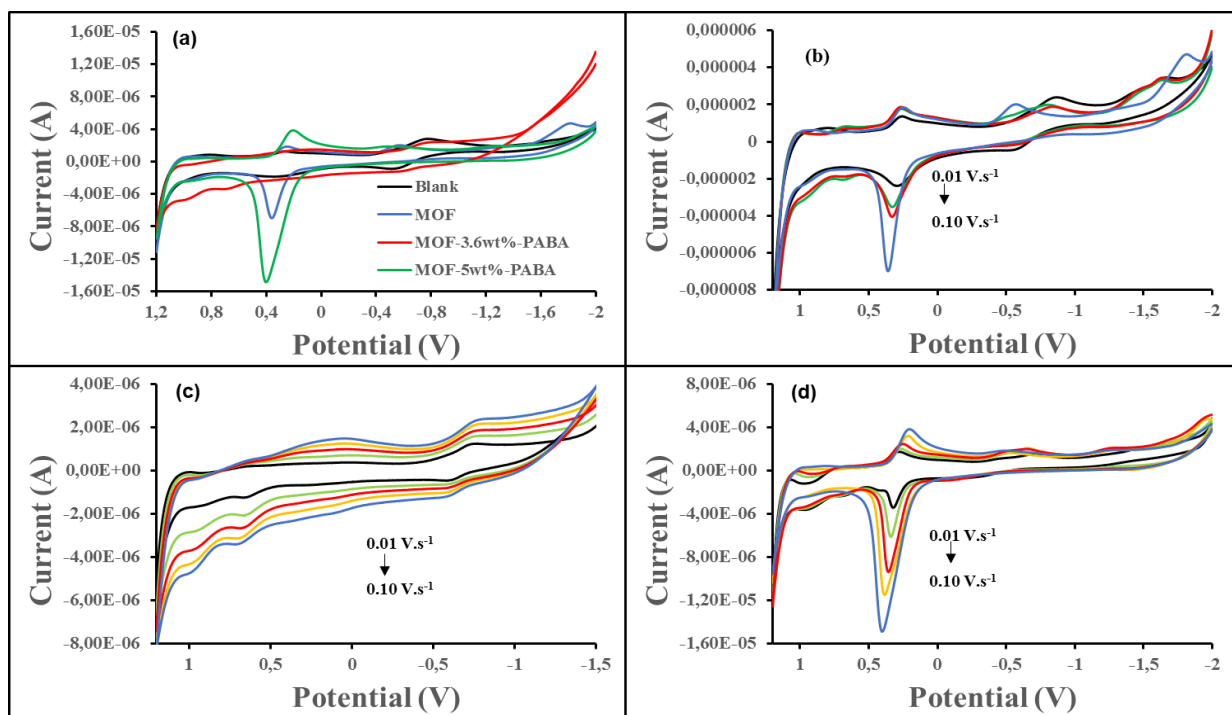 (a)
Current (A)
1,60E-05
1,20E-05
8,00E-06
4,00E-06
0,00E+00
-4,00E-06
-8,00E-06
-1,20E-05
-1,60E-05
Blank
MOF
MOF-3.6wt%-PABA
MOF-5wt%-PABA
1,2 0,8 0,4 0 -0,4 -0,8 -1,2 -1,6 -2
Potential (V)
(b)
Current (A)
0,000006
0,000004
0,000002
0
-0,000002
-0,000004
-0,000006
-0,000008
0.01 V.s-1
0.10 V.s-1
1 0,5 0 -0,5 -1 -1,5 -2
Potential (V)
(c)
Current (A)
4,00E-06
2,00E-06
0,00E+00
-2,00E-06
-4,00E-06
-6,00E-06
-8,00E-06
0.01 V.s-1
0.10 V.s-1
1 0,5 0 -0,5 -1 -1,5
Potential (V)
(d)
Current (A)
8,00E-06
4,00E-06
0,00E+00
-4,00E-06
-8,00E-06
-1,20E-05
-1,60E-05
0.01 V.s-1
0.10 V.s-1
1 0,5 0 -0,5 -1 -1,5 -2
Potential (V)